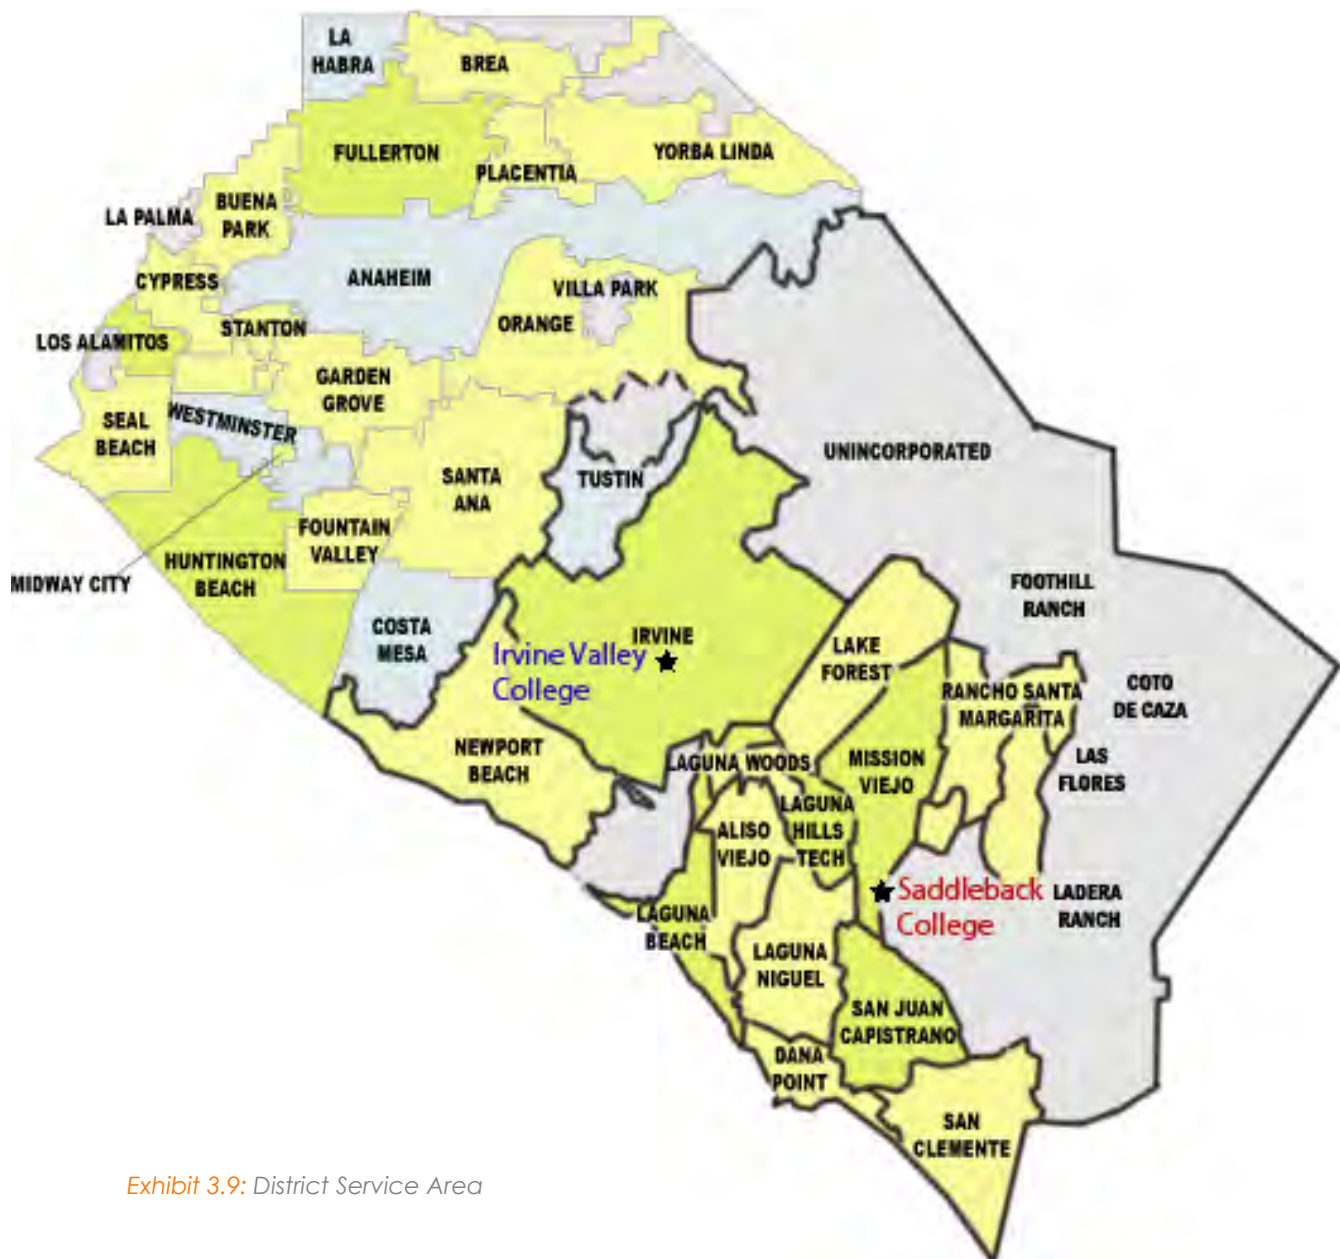 LA
HABRA
BREA
FULLERTON
YORBA LINDA
PLACENTIA
LA PALMA
BUENA
PARK
CYPRESS
ANAHEIM
VILLA PARK
ORANGE
STANTON
LOS ALAMITOS
GARDEN
GROVE
SEAL
BEACH
WESTMINSTER
SANTA
ANA
TUSTIN
UNINCORPORATED
FOUNTAIN
VALLEY
HUNTINGTON
BEACH
MIDWAY CITY
FOOTHILL
RANCH
COSTA
MESA
IRVINE
Irvine Valley
College
LAKE
FOREST
RANCHO SANTA
MARGARITA
COTO
DE CAZA
NEWPORT
BEACH
LAGUNA WOODS
MISSION
VIEJO
LAS
FLORES
LAGUNA
HILLS
TECH
ALISO
VIEJO
Saddleback
College
LADERA
RANCH
LAGUNA
BEACH
LAGUNA
NIGUEL
SAN JUAN
CAPISTRANO
DANA
POINT
SAN
CLEMENTE
Exhibit 3.9: District Service Area